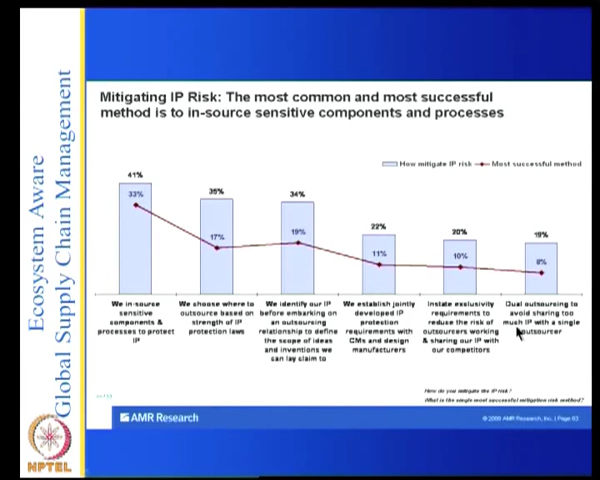 Ecosystem Aware
Global Supply Chain Management
Mitigating IP Risk: The most common and most successful
method is to in-source sensitive components and processes
How mitigate IP risk
Most successful method
41%
33%
35%
17%
34%
19%
22%
11%
20%
10%
19%
8%
We in-source
sensitive
components &
processes to protect
IP
We choose where to
outsource based on
strength of IP
protection laws
We identify our IP
before embarking on
an outsourcing
relationship to define
the scope of ideas
and inventions we
can lay claim to
We establish jointly
developed IP
protection
requirements with
CMs and design
manufacturers
Instate exslusivity
requirements to
reduce the risk of
outsourcers working
& sharing our IP with
our competitors
Dual outsourcing to
avoid sharing too
much IP with a single
outsourcer
How do you mitigate the IP risk?
What is the single most successful mitigation risk method?
AMR Research
© 2008 AMR Research, Inc. | Page 63
NPTEL